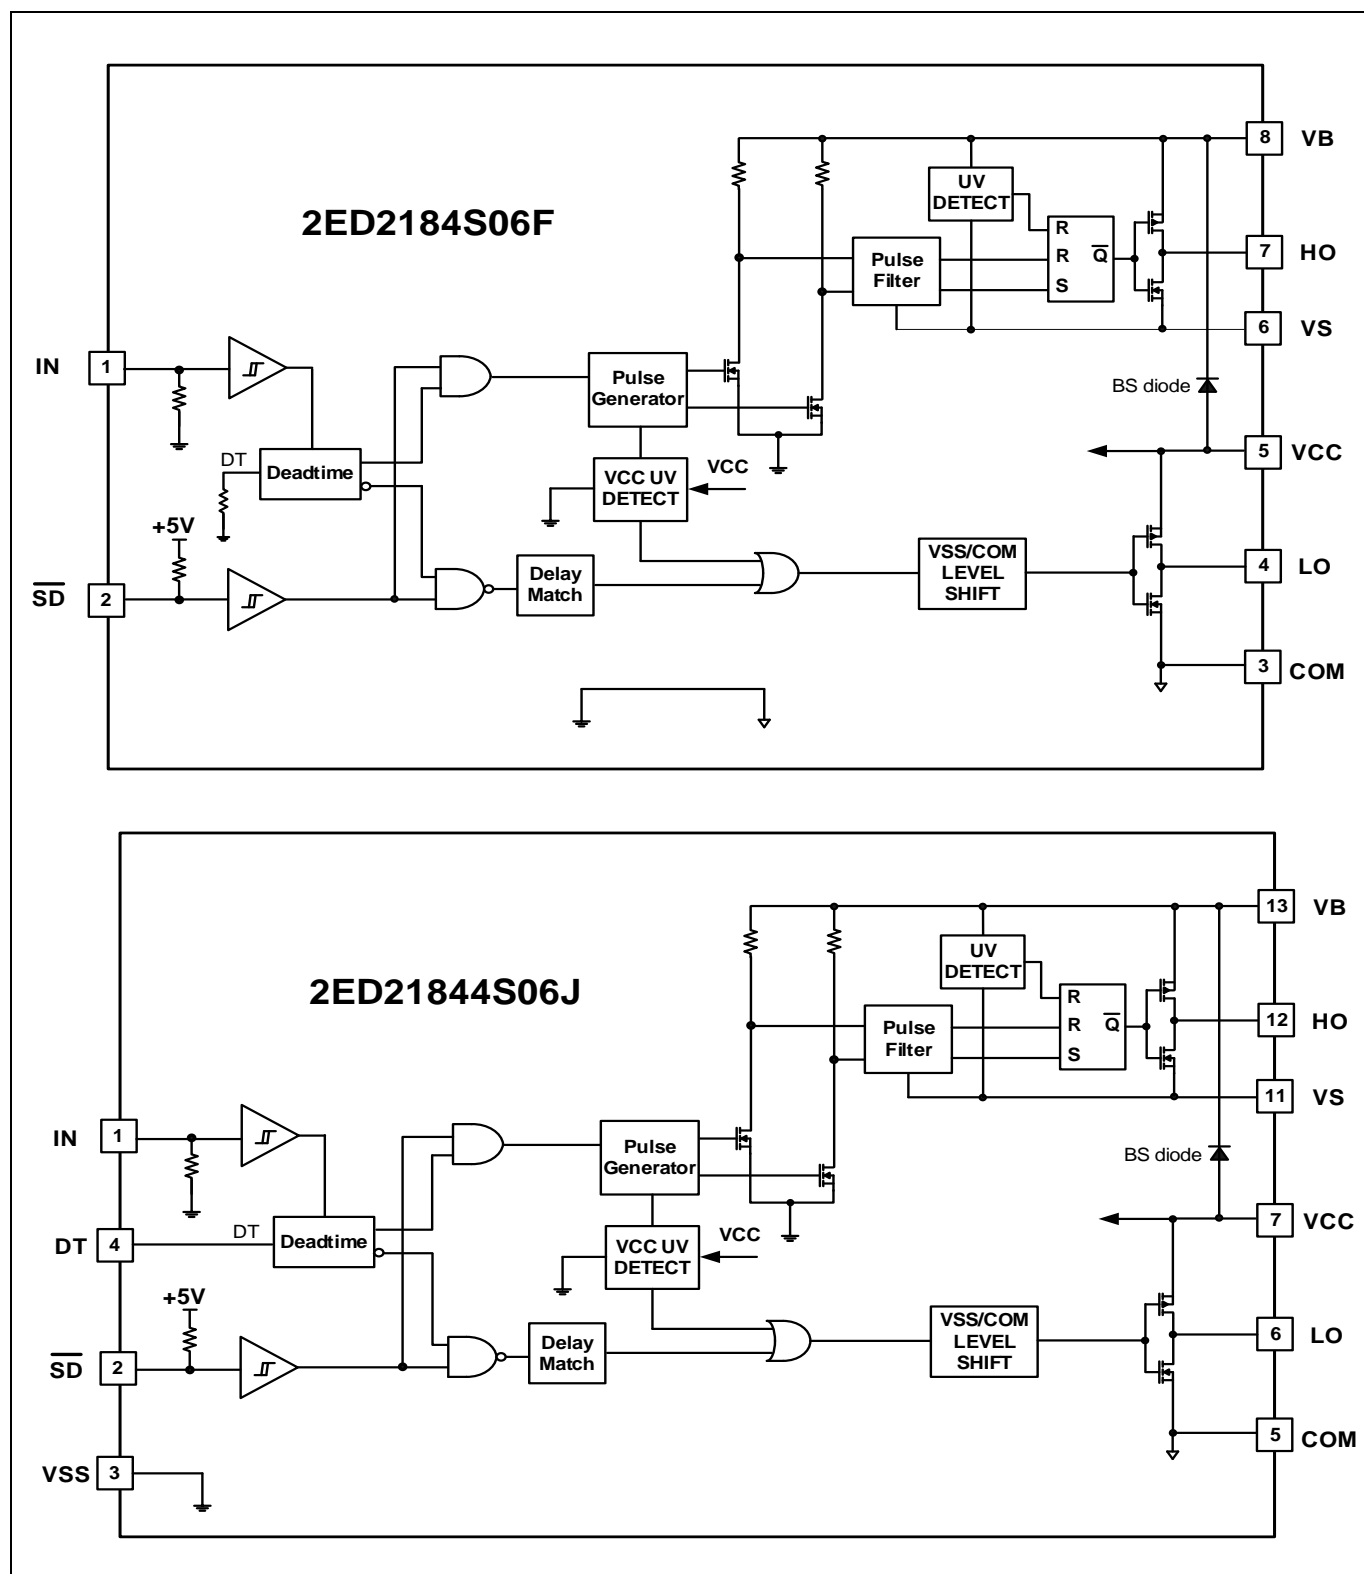 2ED2184S06F
8
VB
UV
DETECT
R
R
S
Q
Pulse
Filter
7
HO
6
VS
IN
1
Pulse
Generator
BS diode
DT
Deadtime
VCC UV
DETECT
VCC
5
VCC
+5V
SD
2
Delay
Match
VSS/COM
LEVEL
SHIFT
4
LO
3
COM
2ED21844S06J
13
VB
UV
DETECT
R
R
S
Q
Pulse
Filter
12
HO
11
VS
IN
1
Pulse
Generator
BS diode
DT
4
DT
Deadtime
VCC UV
DETECT
VCC
7
VCC
+5V
SD
2
Delay
Match
VSS/COM
LEVEL
SHIFT
6
LO
5
COM
VSS
3